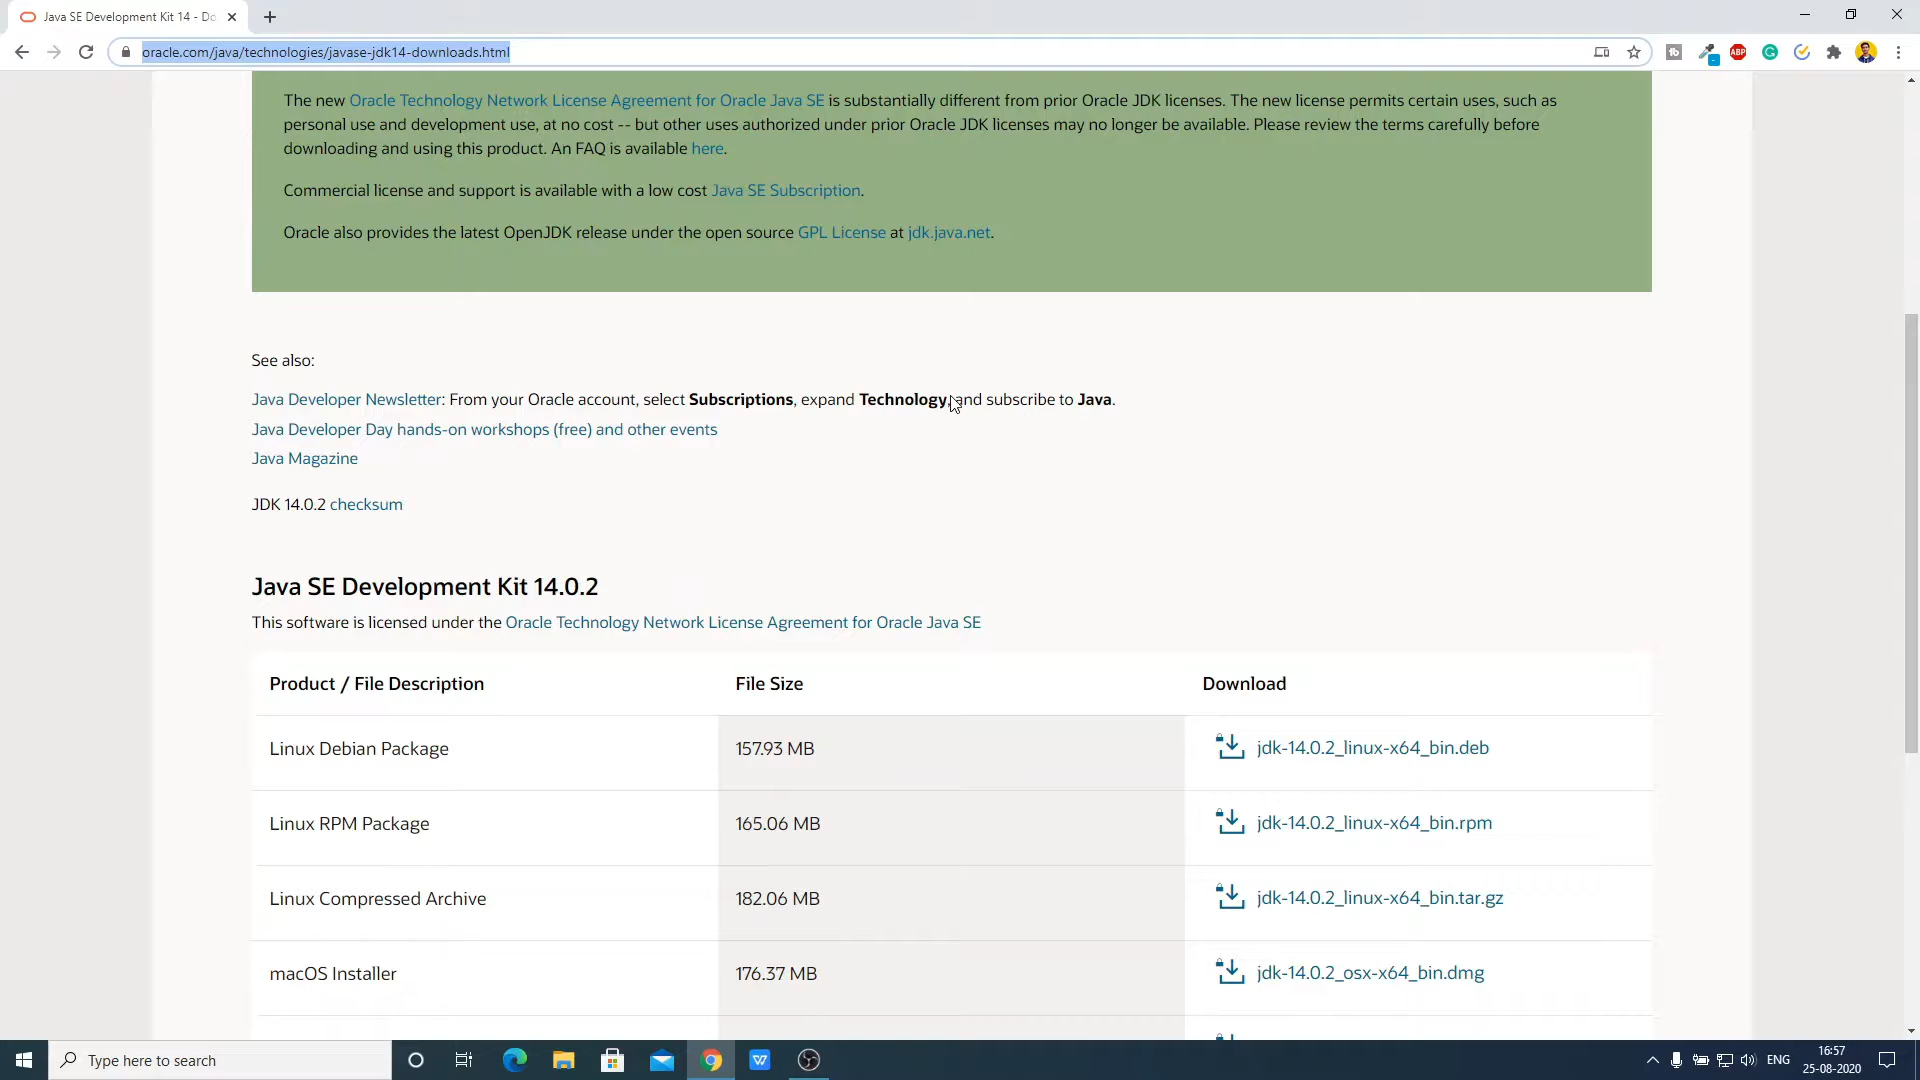 Java SE Development Kit 14 - Do
oracle.com/java/technologies/javase-jdk14-downloads.html
tb
ABP
The new Oracle Technology Network License Agreement for Oracle Java SE is substantially different from prior Oracle JDK licenses. The new license permits certain uses, such as
personal use and development use, at no cost -- but other uses authorized under prior Oracle JDK licenses may no longer be available. Please review the terms carefully before
downloading and using this product. An FAQ is available here.
Commercial license and support is available with a low cost Java SE Subscription.
Oracle also provides the latest OpenJDK release under the open source GPL License at jdk.java.net.
See also:
Java Developer Newsletter: From your Oracle account, select Subscriptions, expand Technology, and subscribe to Java.
Java Developer Day hands-on workshops (free) and other events
Java Magazine
JDK 14.0.2 checksum
Java SE Development Kit 14.0.2
This software is licensed under the Oracle Technology Network License Agreement for Oracle Java SE
Product / File Description File Size Download
Linux Debian Package 157.93 MB jdk-14.0.2_linux-x64_bin.deb
Linux RPM Package 165.06 MB jdk-14.0.2_linux-x64_bin.rpm
Linux Compressed Archive 182.06 MB jdk-14.0.2_linux-x64_bin.tar.gz
macOS Installer 176.37 MB jdk-14.0.2_osx-x64_bin.dmg
Type here to search
W
ENG
16:57
25-08-2020